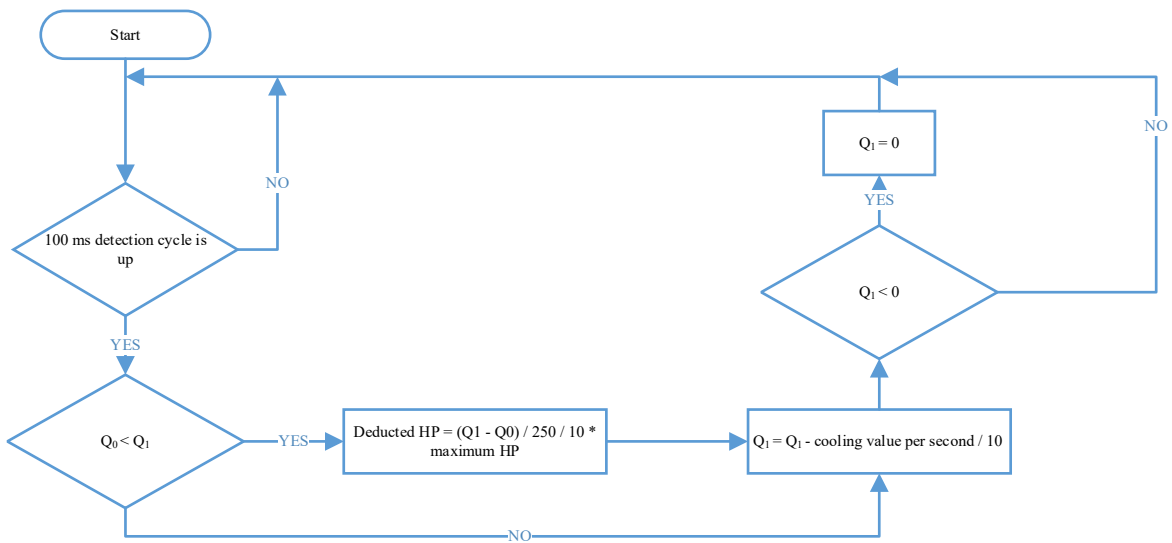 Start
NO
Q₁ = 0
NO
YES
100 ms detection cycle is
up
Q₁ < 0
YES
Q₀ < Q₁
YES
Deducted HP = (Q1 - Q0) / 250 / 10 *
maximum HP
Q₁ = Q₁ - cooling value per second / 10
NO